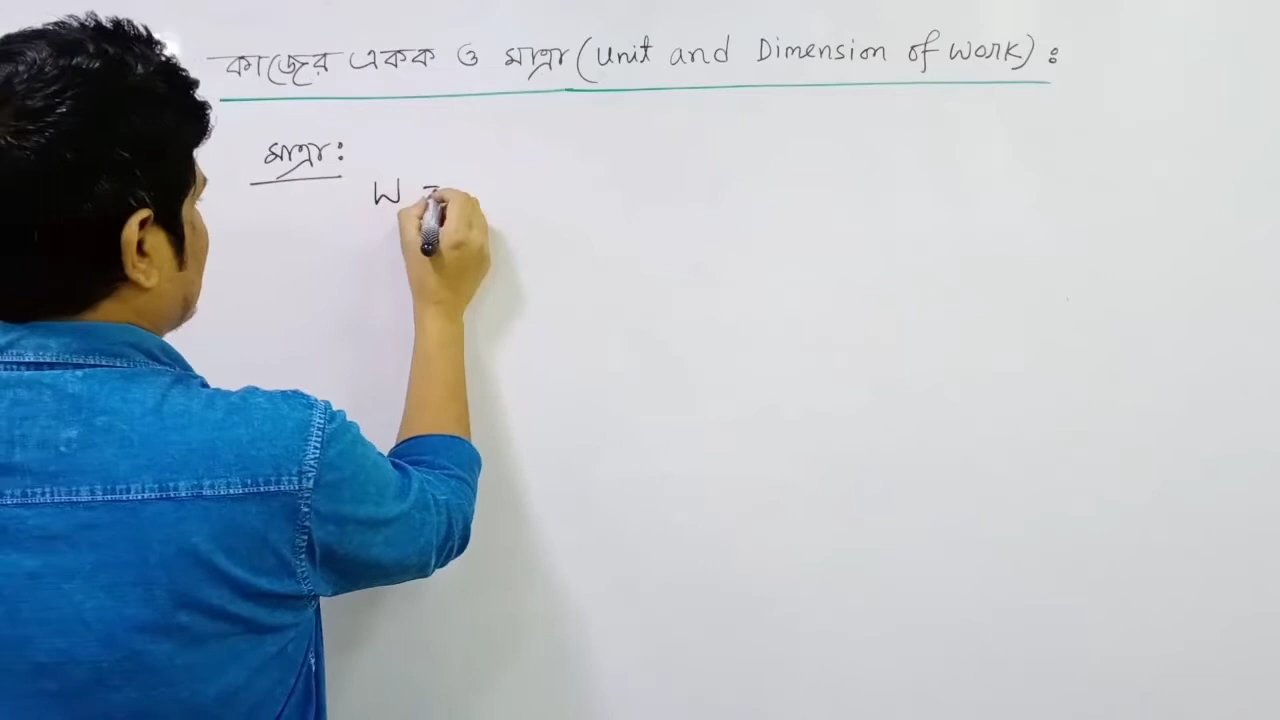 কাজের একক ও মাত্রা (Unit and Dimension of work) :
মাত্রা :
W =